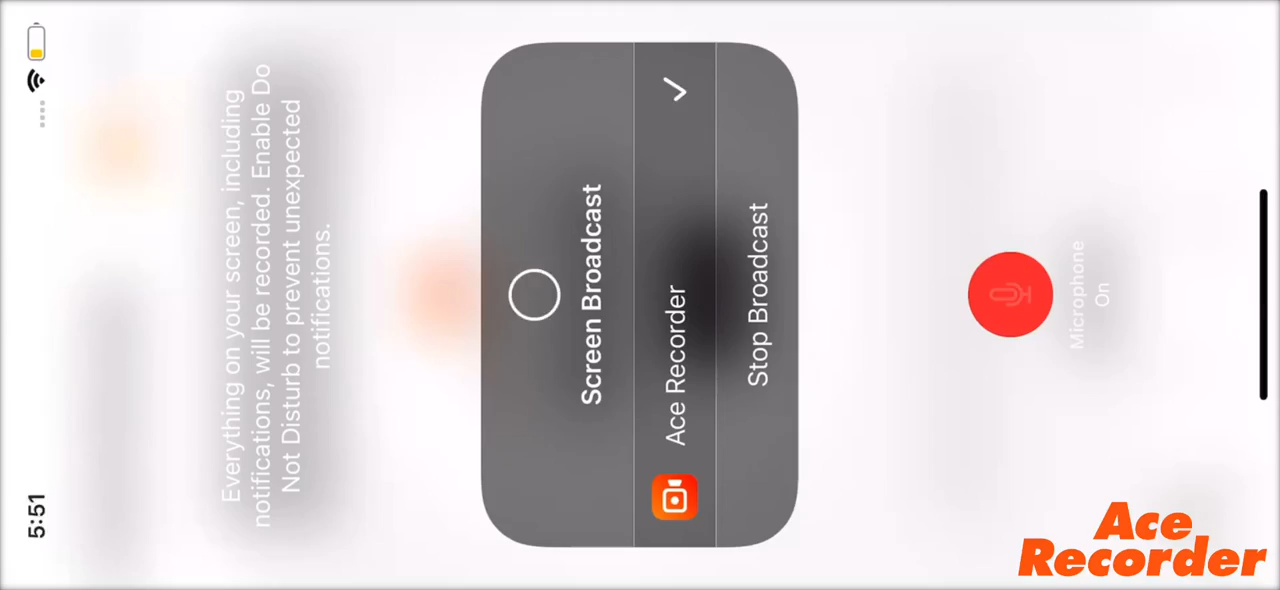 5:51
Everything on your screen, including
notifications, will be recorded. Enable Do
Not Disturb to prevent unexpected
notifications.
Screen Broadcast
Ace Recorder
Stop Broadcast
Microphone
On
Ace
Recorder